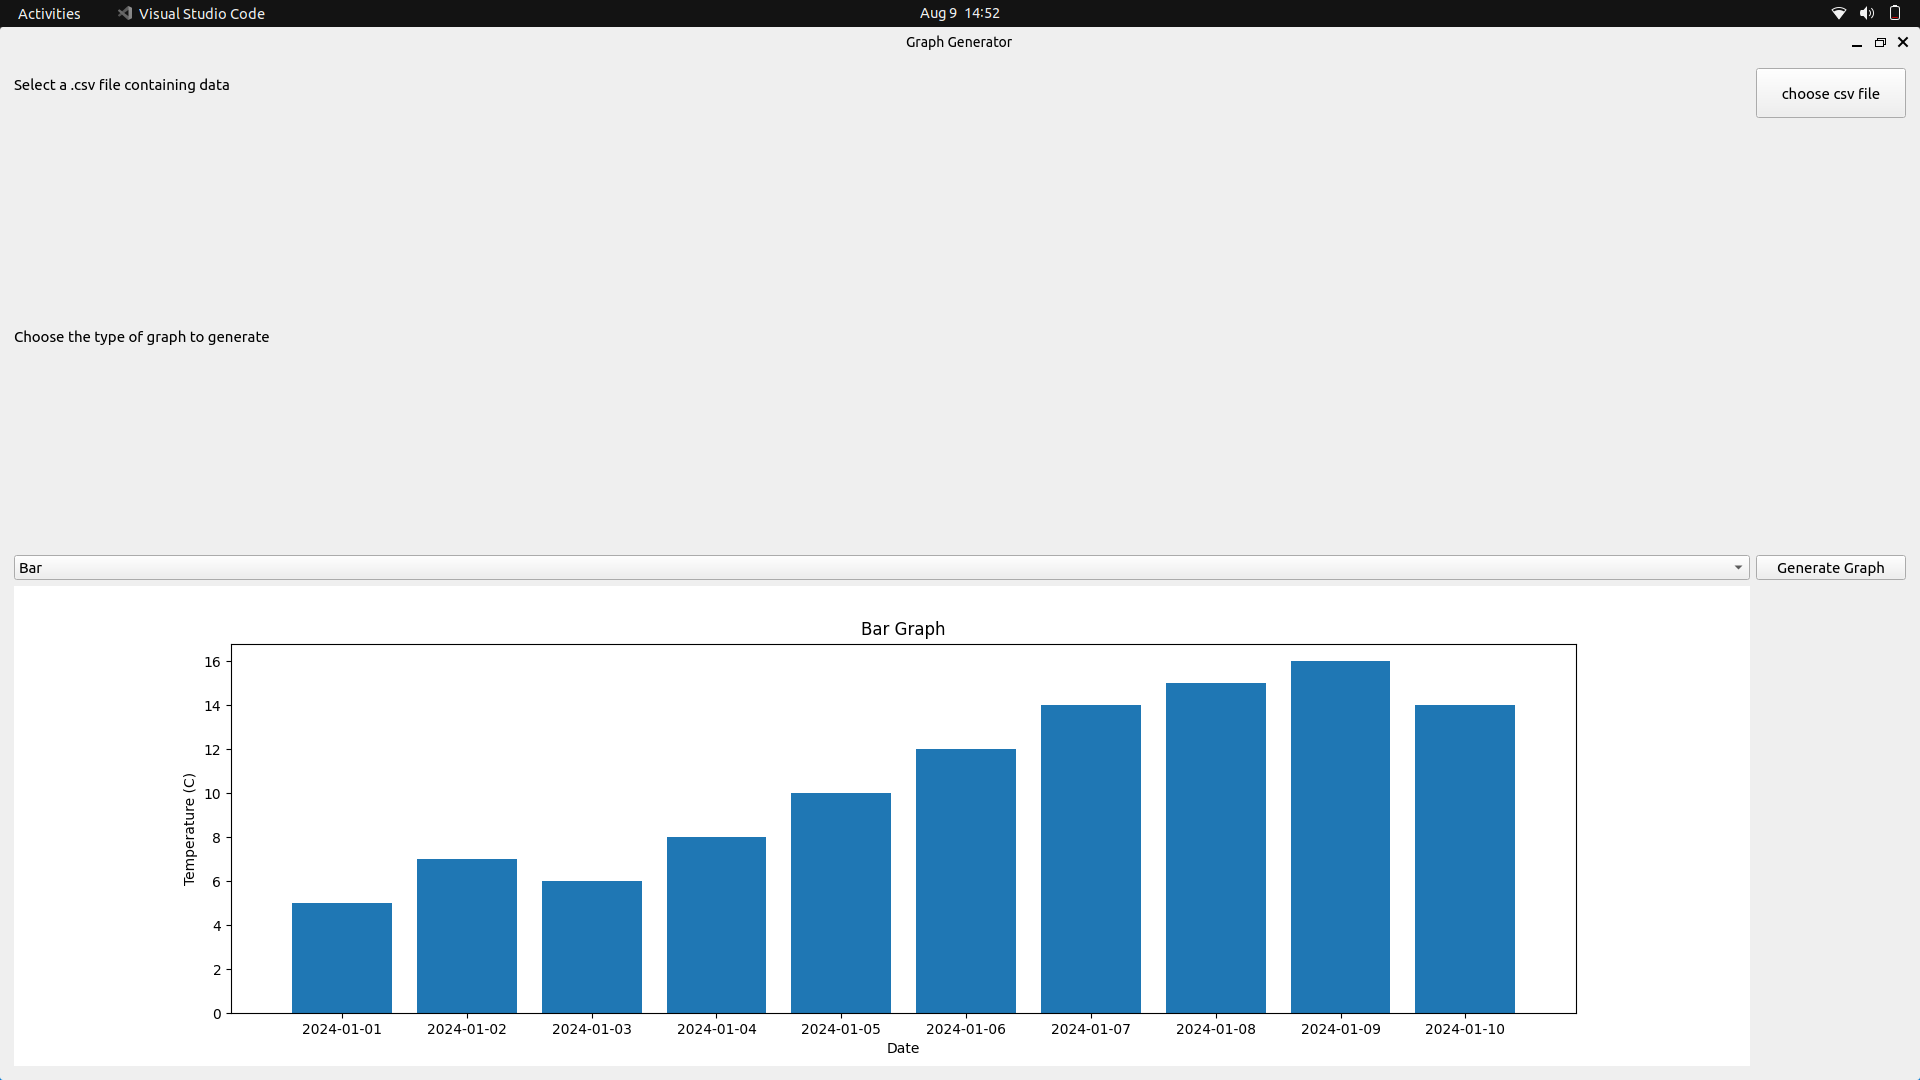 Activities
Visual Studio Code
Aug 9 14:52
Graph Generator
Select a .csv file containing data
choose csv file
Choose the type of graph to generate
Bar
Generate Graph
Bar Graph
16
14
12
10
8
6
4
2
0
Temperature (C)
2024-01-01 2024-01-02 2024-01-03 2024-01-04 2024-01-05 2024-01-06 2024-01-07 2024-01-08 2024-01-09 2024-01-10
Date